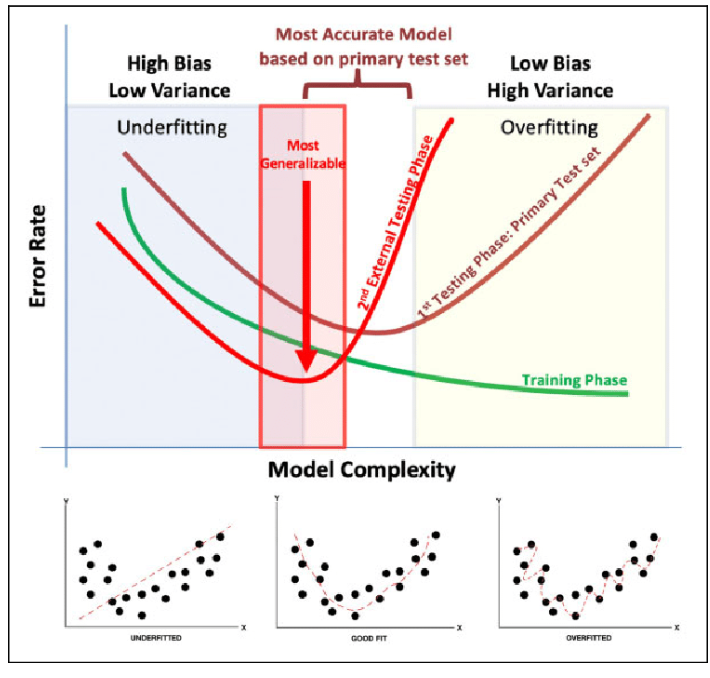 Most Accurate Model
based on primary test set
High Bias
Low Variance
Low Bias
High Variance
Underfitting
Overfitting
Most
Generalizable
2nd External Testing Phase
1st Testing Phase: Primary Test set
Training Phase
Error Rate
Model Complexity
Y
X
UNDERFITTED
Y
X
GOOD FIT
Y
X
OVERFITTED